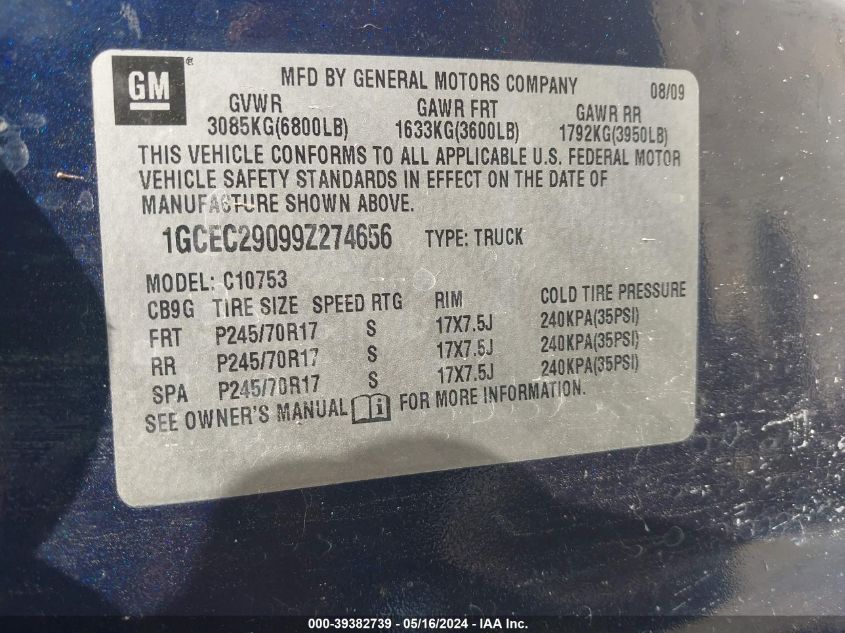 GM ®
MFD BY GENERAL MOTORS COMPANY 08/09
GVWR GAWR FRT GAWR RR
3085KG(6800LB) 1633KG(3600LB) 1792KG(3950LB)
THIS VEHICLE CONFORMS TO ALL APPLICABLE U.S. FEDERAL MOTOR
VEHICLE SAFETY STANDARDS IN EFFECT ON THE DATE OF
MANUFACTURE SHOWN ABOVE.
1GCEC29099Z274656 TYPE: TRUCK
MODEL: C10753
CB9G TIRE SIZE SPEED RTG RIM COLD TIRE PRESSURE
FRT P245/70R17 S 17X7.5J 240KPA(35PSI)
RR P245/70R17 S 17X7.5J 240KPA(35PSI)
SPA P245/70R17 S 17X7.5J 240KPA(35PSI)
SEE OWNER'S MANUAL i FOR MORE INFORMATION.
000-39382739 - 05/16/2024 - IAA Inc.